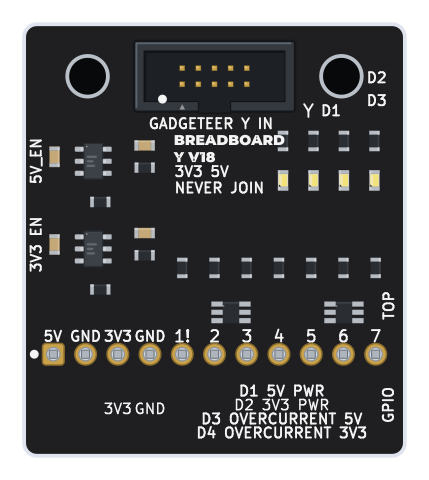 D2
D3
Y D1
GADGETEER Y IN
BREADBOARD
Y V18
3V3 5V
NEVER JOIN
5V_EN
3V3 EN
TOP
5V GND 3V3 GND 1! 2 3 4 5 6 7
GPIO
3V3 GND
D1 5V PWR
D2 3V3 PWR
D3 OVERCURRENT 5V
D4 OVERCURRENT 3V3